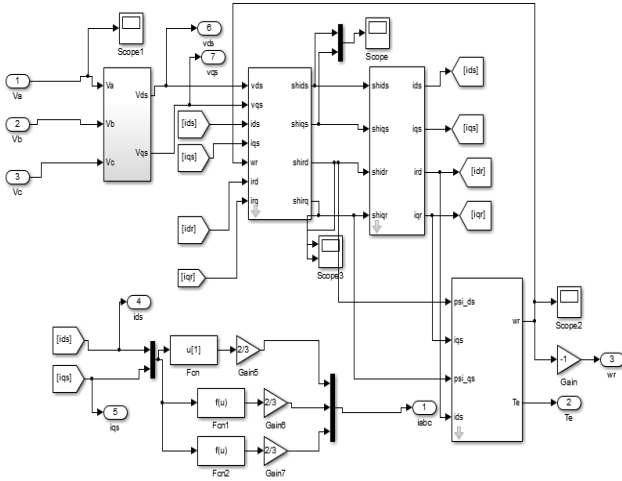 6
vds
7
vqs
Scope1
1
Va
2
Vb
3
Vc
Va
Vb
Vc
Vds
Vqs
[ids]
[iqs]
[idr]
[iqr]
vds
vqs
ids
iqs
wr
ird
irq
shids
shiqs
shird
shirq
Scope
Scope3
shids
shiqs
shidr
shiqr
ids
iqs
ird
iqr
[ids]
[iqs]
[idr]
[iqr]
psi_ds
iqs
psi_qs
ids
wr
Te
Scope2
-1
Gain
3
wr
2
Te
4
ids
[ids]
[iqs]
5
iqs
u[1]
Fcn
2/3
Gain5
f(u)
Fcn1
2/3
Gain6
f(u)
Fcn2
2/3
Gain7
1
iabc